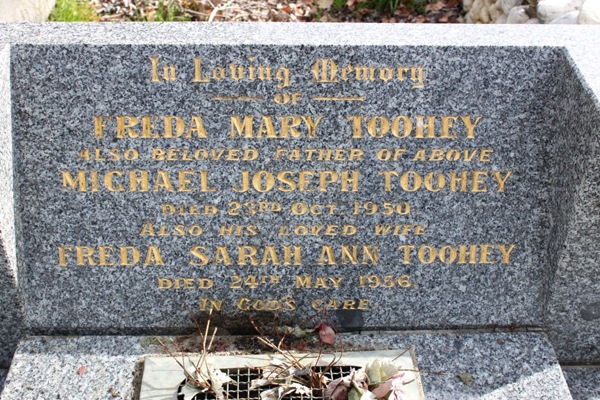 In Loving Memory
of
FREDA MARY TOOHEY
ALSO BELOVED FATHER OF ABOVE
MICHAEL JOSEPH TOOHEY
DIED 23RD OCT. 1950
ALSO HIS LOVED WIFE
FREDA SARAH ANN TOOHEY
DIED 24TH MAY 1956
IN GOD'S CARE